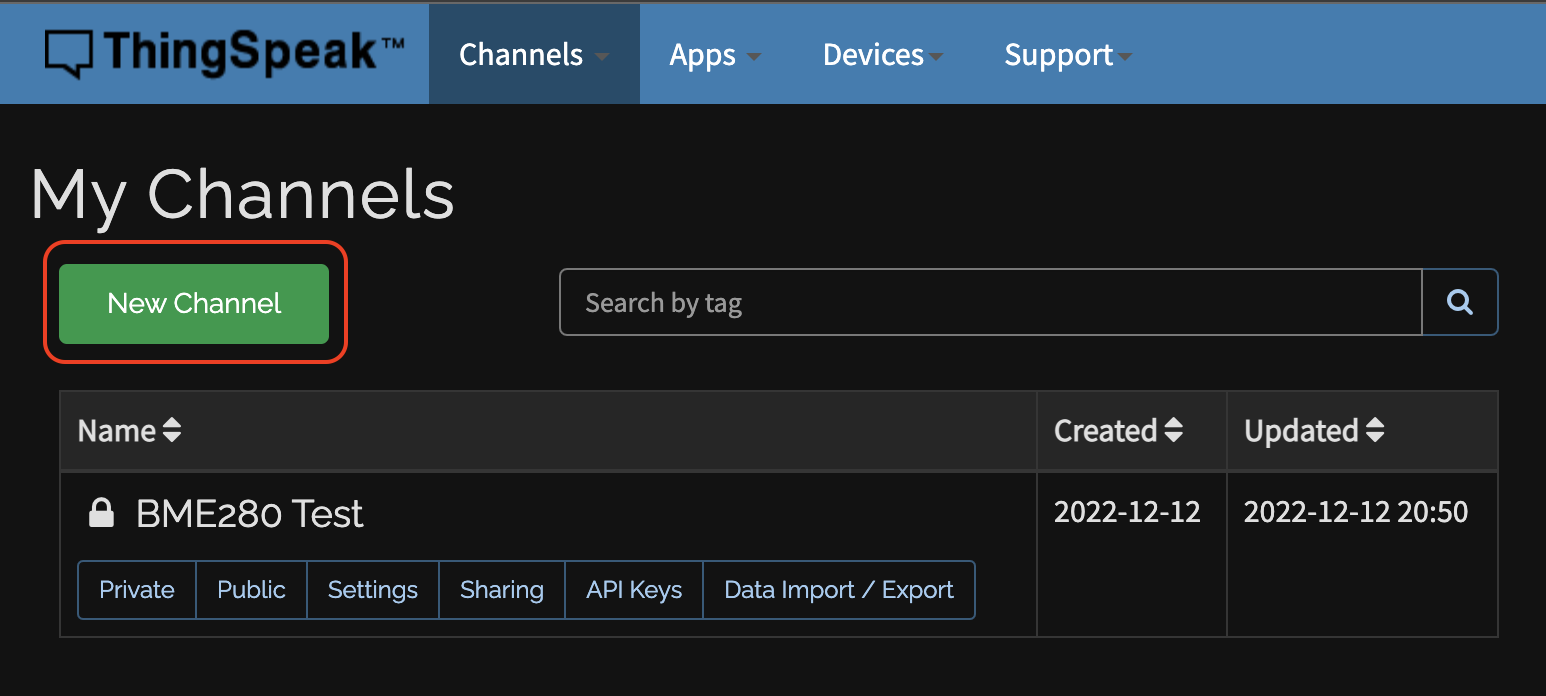 ThingSpeak™ Channels Apps Devices Support
My Channels
New Channel Search by tag
Name Created Updated
BME280 Test 2022-12-12 2022-12-12 20:50
Private Public Settings Sharing API Keys Data Import / Export